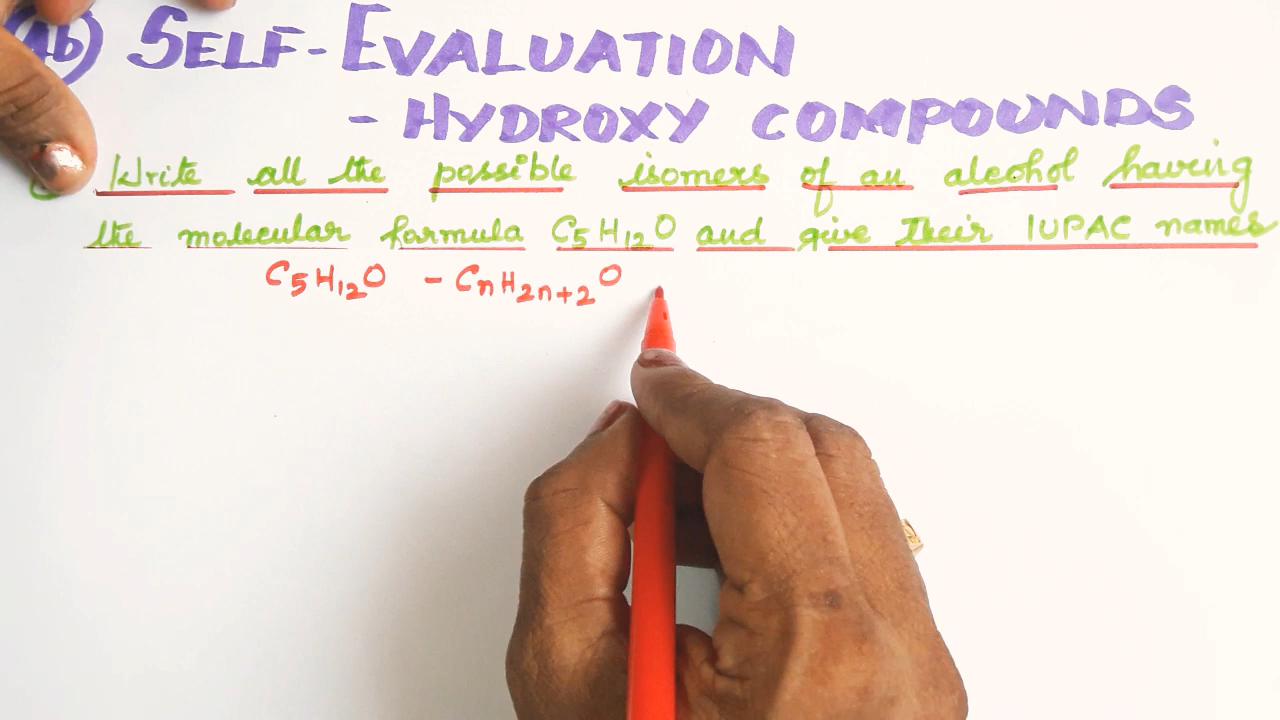 4b) SELF-EVALUATION
- HYDROXY COMPOUNDS
Write all the possible isomers of an alcohol having
the molecular formula C₅H₁₂O and give their IUPAC names
C₅H₁₂O - CₙH₂ₙ₊₂O